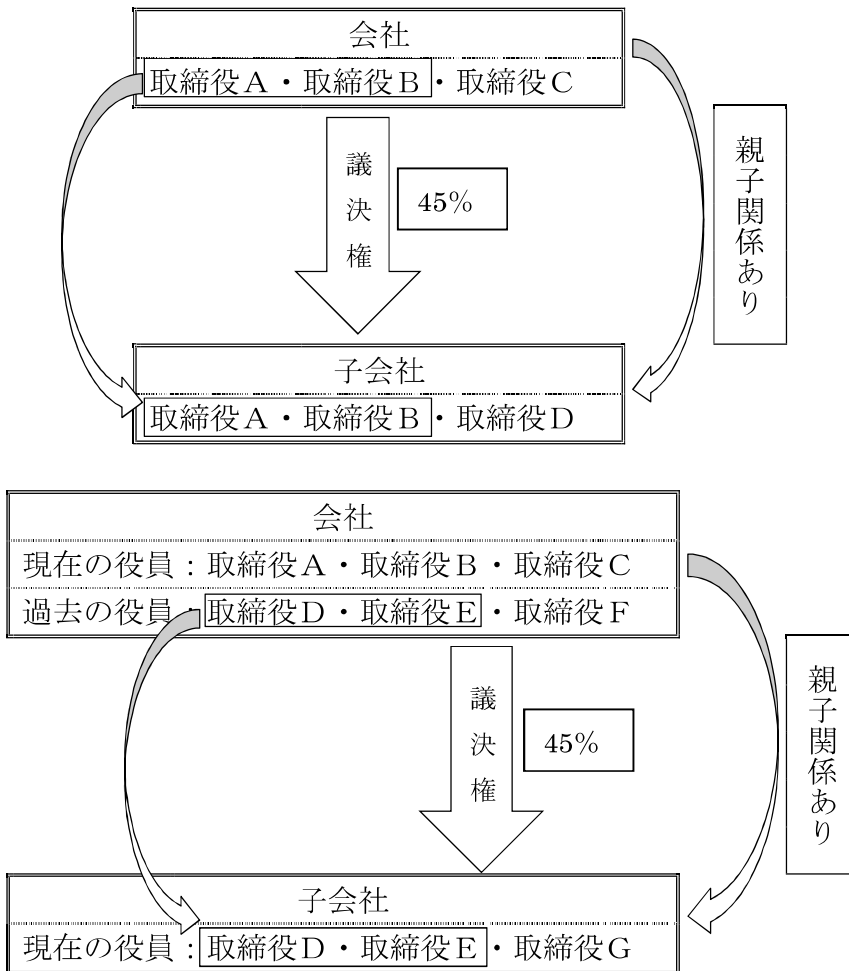 会社
取締役A・取締役B・取締役C
議決権
45%
親子関係あり
子会社
取締役A・取締役B・取締役D
会社
現在の役員：取締役A・取締役B・取締役C
過去の役員：取締役D・取締役E・取締役F
議決権
45%
親子関係あり
子会社
現在の役員：取締役D・取締役E・取締役G